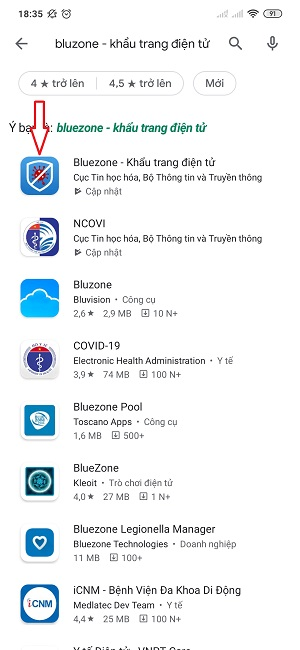 18:35
91
bluzone - khẩu trang điện tử
4 ★ trở lên
4,5 ★ trở lên
Mới
Ý bạn là: bluezone - khẩu trang điện tử
Bluezone - Khẩu trang điện tử
Cục Tin học hóa, Bộ Thông tin và Truyền thông
Cập nhật
NCOVI
Cục Tin học hóa, Bộ Thông tin và Truyền thông
Cập nhật
Bluzone
Bluvision • Công cụ
2,6 ★ 2,9 MB 10 N+
COVID-19
Electronic Health Administration • Y tế
3,9 ★ 74 MB 100 N+
Bluezone Pool
Toscano Apps • Công cụ
1,6 MB 500+
BlueZone
Kleoit • Trò chơi điện tử
4,0 ★ 27 MB 1 N+
Bluezone Legionella Manager
Bluezone Technologies • Doanh nghiệp
11 MB 100+
iCNM
iCNM - Bệnh Viện Đa Khoa Di Động
Medlatec Dev Team • Y tế
4,4 ★ 25 MB 100 N+
Y tế Điện tử - VNPT Care